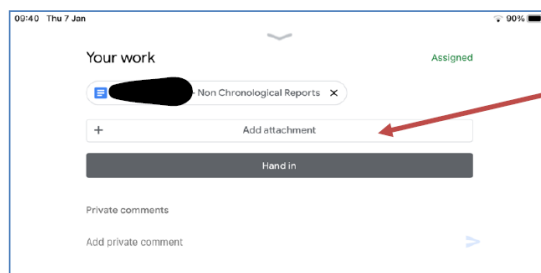 09:40 Thu 7 Jan
90%
Your work
Assigned
- Non Chronological Reports ×
+ Add attachment
Hand in
Private comments
Add private comment